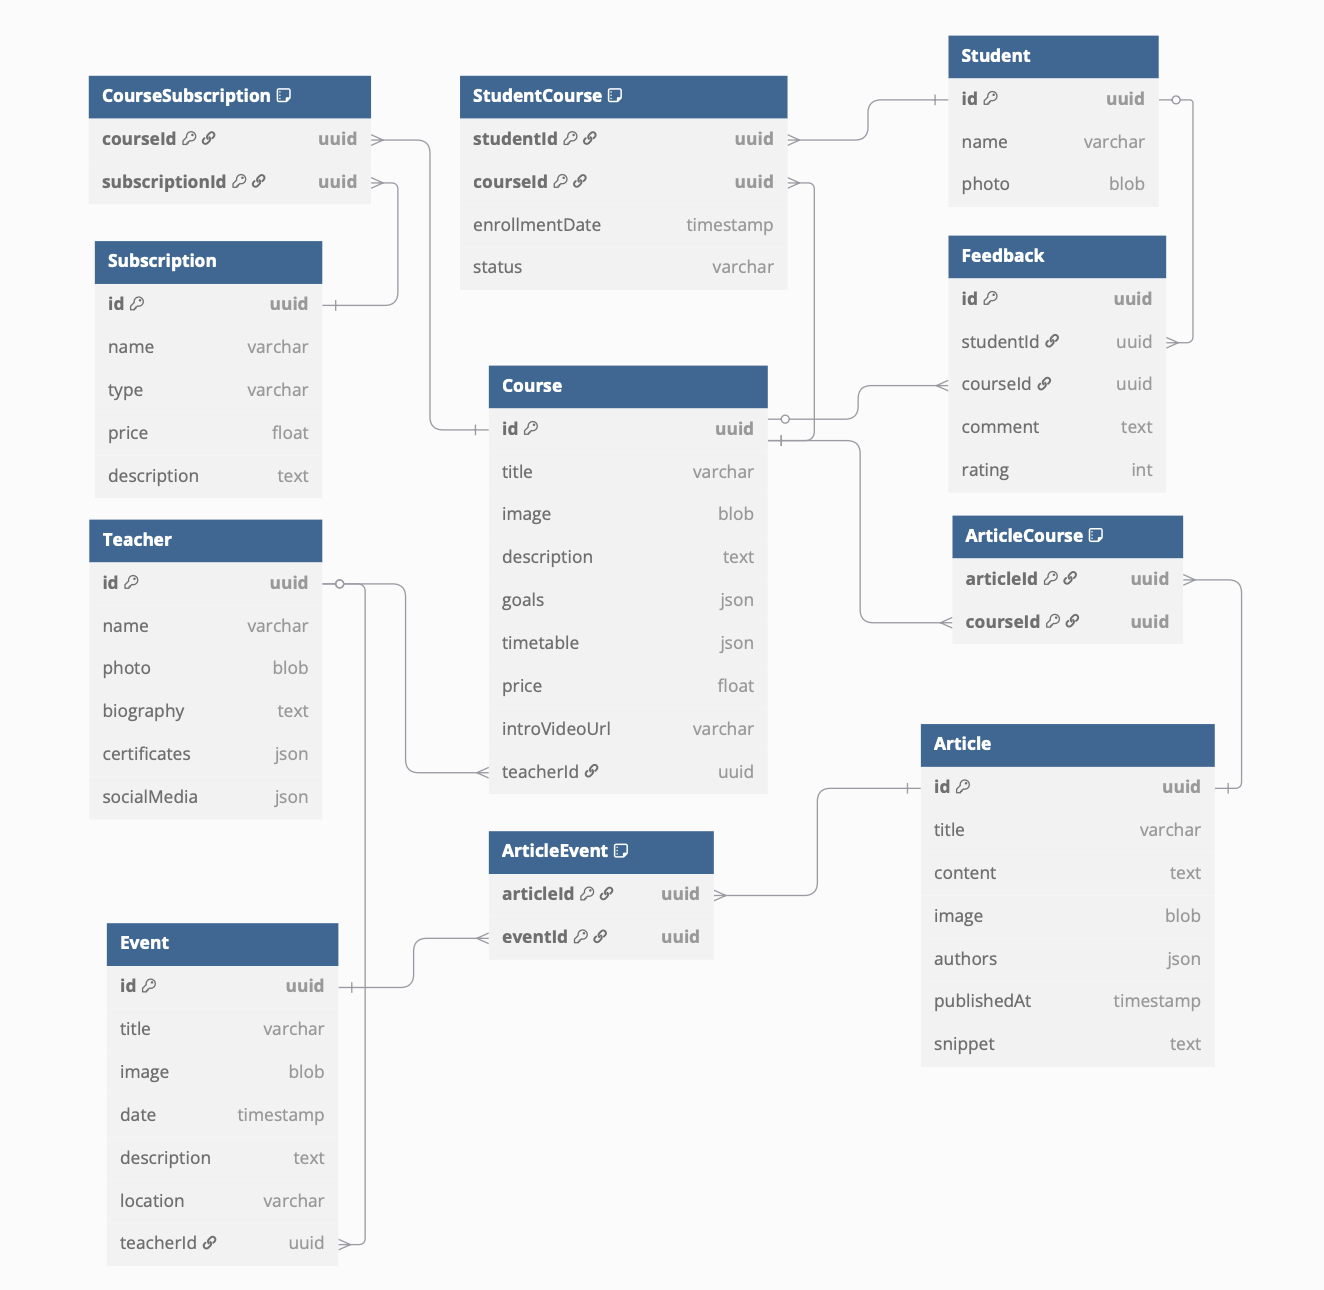 CourseSubscription
courseId uuid
subscriptionId uuid
StudentCourse
studentId uuid
courseId uuid
enrollmentDate timestamp
status varchar
Student
id uuid
name varchar
photo blob
Subscription
id uuid
name varchar
type varchar
price float
description text
Feedback
id uuid
studentId uuid
courseId uuid
comment text
rating int
Course
id uuid
title varchar
image blob
description text
goals json
timetable json
price float
introVideoUrl varchar
teacherId uuid
Teacher
id uuid
name varchar
photo blob
biography text
certificates json
socialMedia json
ArticleCourse
articleId uuid
courseId uuid
Article
id uuid
title varchar
content text
image blob
authors json
publishedAt timestamp
snippet text
ArticleEvent
articleId uuid
eventId uuid
Event
id uuid
title varchar
image blob
date timestamp
description text
location varchar
teacherId uuid